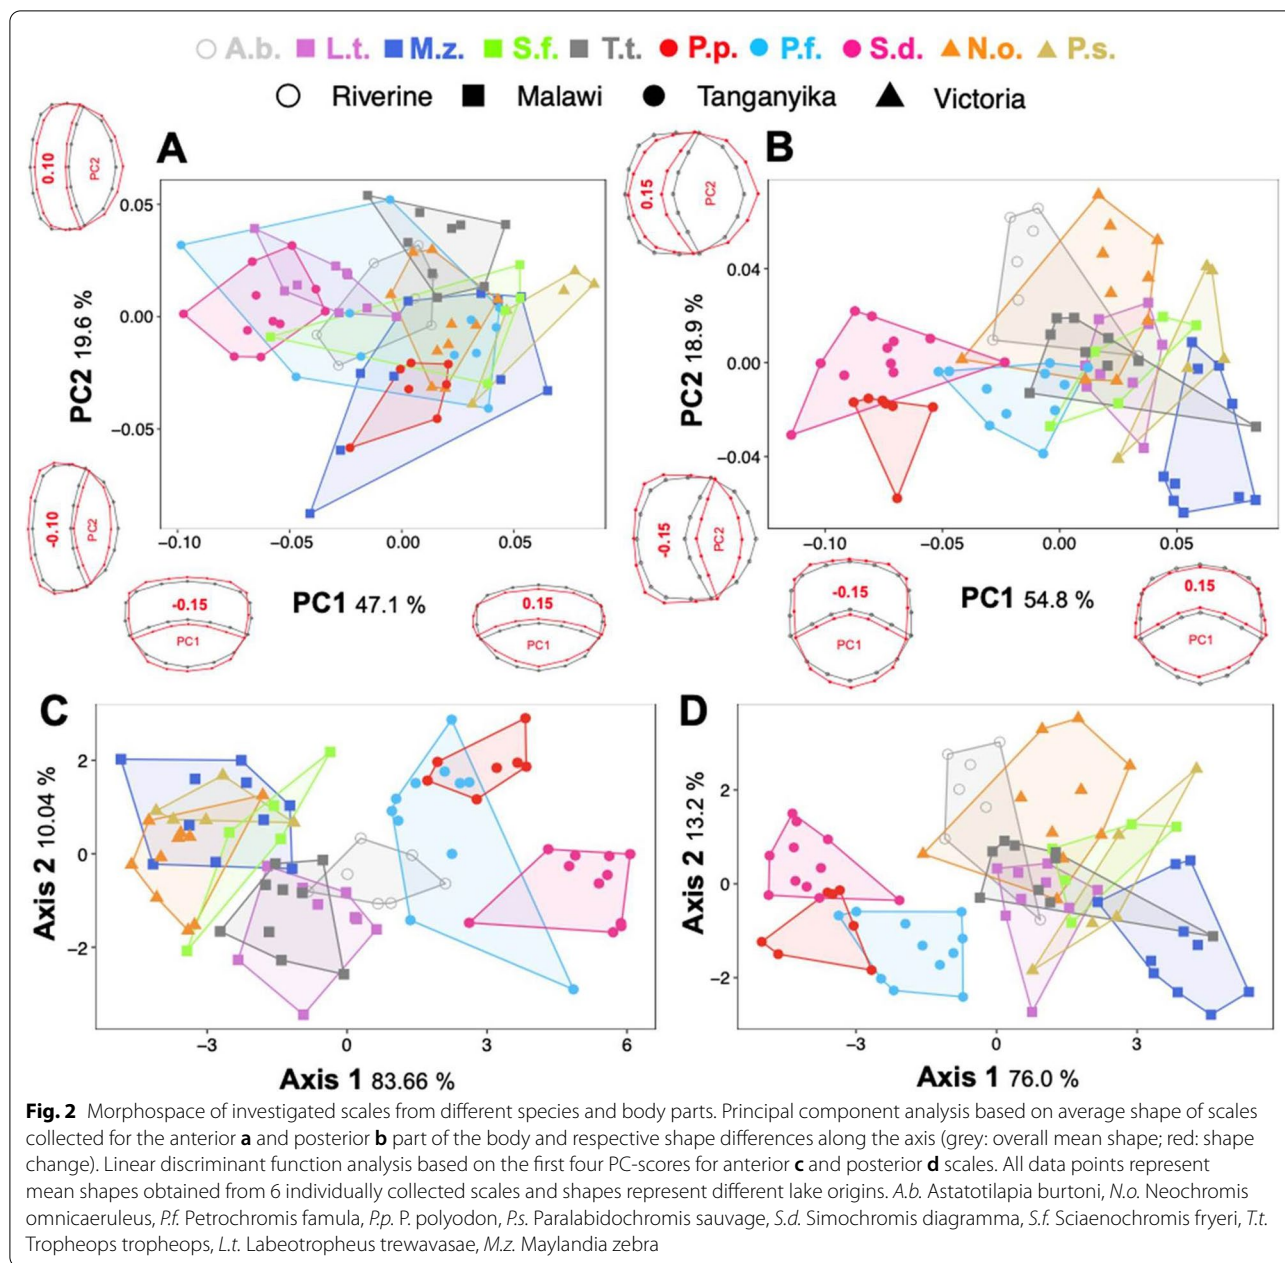 A.b. L.t. M.z. S.f. T.t. P.p. P.f. S.d. N.o. P.s.
Riverine Malawi Tanganyika Victoria
A
0.10
PC2
0.05
0.00
−0.05
PC2 19.6 %
-0.10
PC2
-0.10 -0.05 0.00 0.05
PC1 47.1 %
-0.15
PC1
0.15
PC1
B
0.15
PC2
0.04
0.00
−0.04
PC2 18.9 %
-0.15
PC2
-0.10 -0.05 0.00 0.05
PC1 54.8 %
-0.15
PC1
0.15
PC1
C
2
0
−2
Axis 2 10.04 %
−3 0 3 6
Axis 1 83.66 %
D
2
0
−2
Axis 2 13.2 %
−3 0 3
Axis 1 76.0 %
Fig. 2 Morphospace of investigated scales from different species and body parts. Principal component analysis based on average shape of scales
collected for the anterior a and posterior b part of the body and respective shape differences along the axis (grey: overall mean shape; red: shape
change). Linear discriminant function analysis based on the first four PC-scores for anterior c and posterior d scales. All data points represent
mean shapes obtained from 6 individually collected scales and shapes represent different lake origins. A.b. Astatotilapia burtoni, N.o. Neochromis
omnicaeruleus, P.f. Petrochromis famula, P.p. P. polyodon, P.s. Paralabidochromis sauvage, S.d. Simochromis diagramma, S.f. Sciaenochromis fryeri, T.t.
Tropheops tropheops, L.t. Labeotropheus trewavasae, M.z. Maylandia zebra